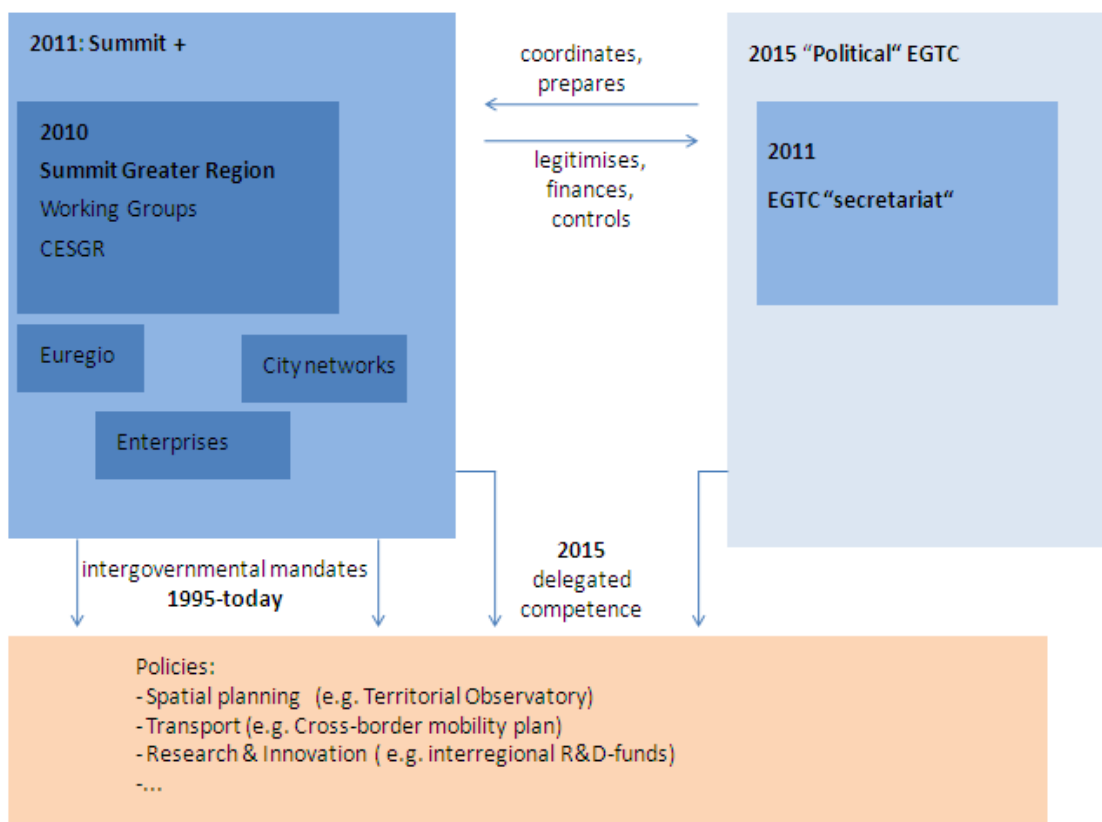 2011: Summit +
2010
Summit Greater Region
Working Groups
CESGR
Euregio
City networks
Enterprises
coordinates,
prepares
legitimises,
finances,
controls
2015 “Political“ EGTC
2011
EGTC “secretariat“
intergovernmental mandates
1995-today
2015
delegated
competence
Policies:
- Spatial planning (e.g. Territorial Observatory)
- Transport (e.g. Cross-border mobility plan)
- Research & Innovation ( e.g. interregional R&D-funds)
-...